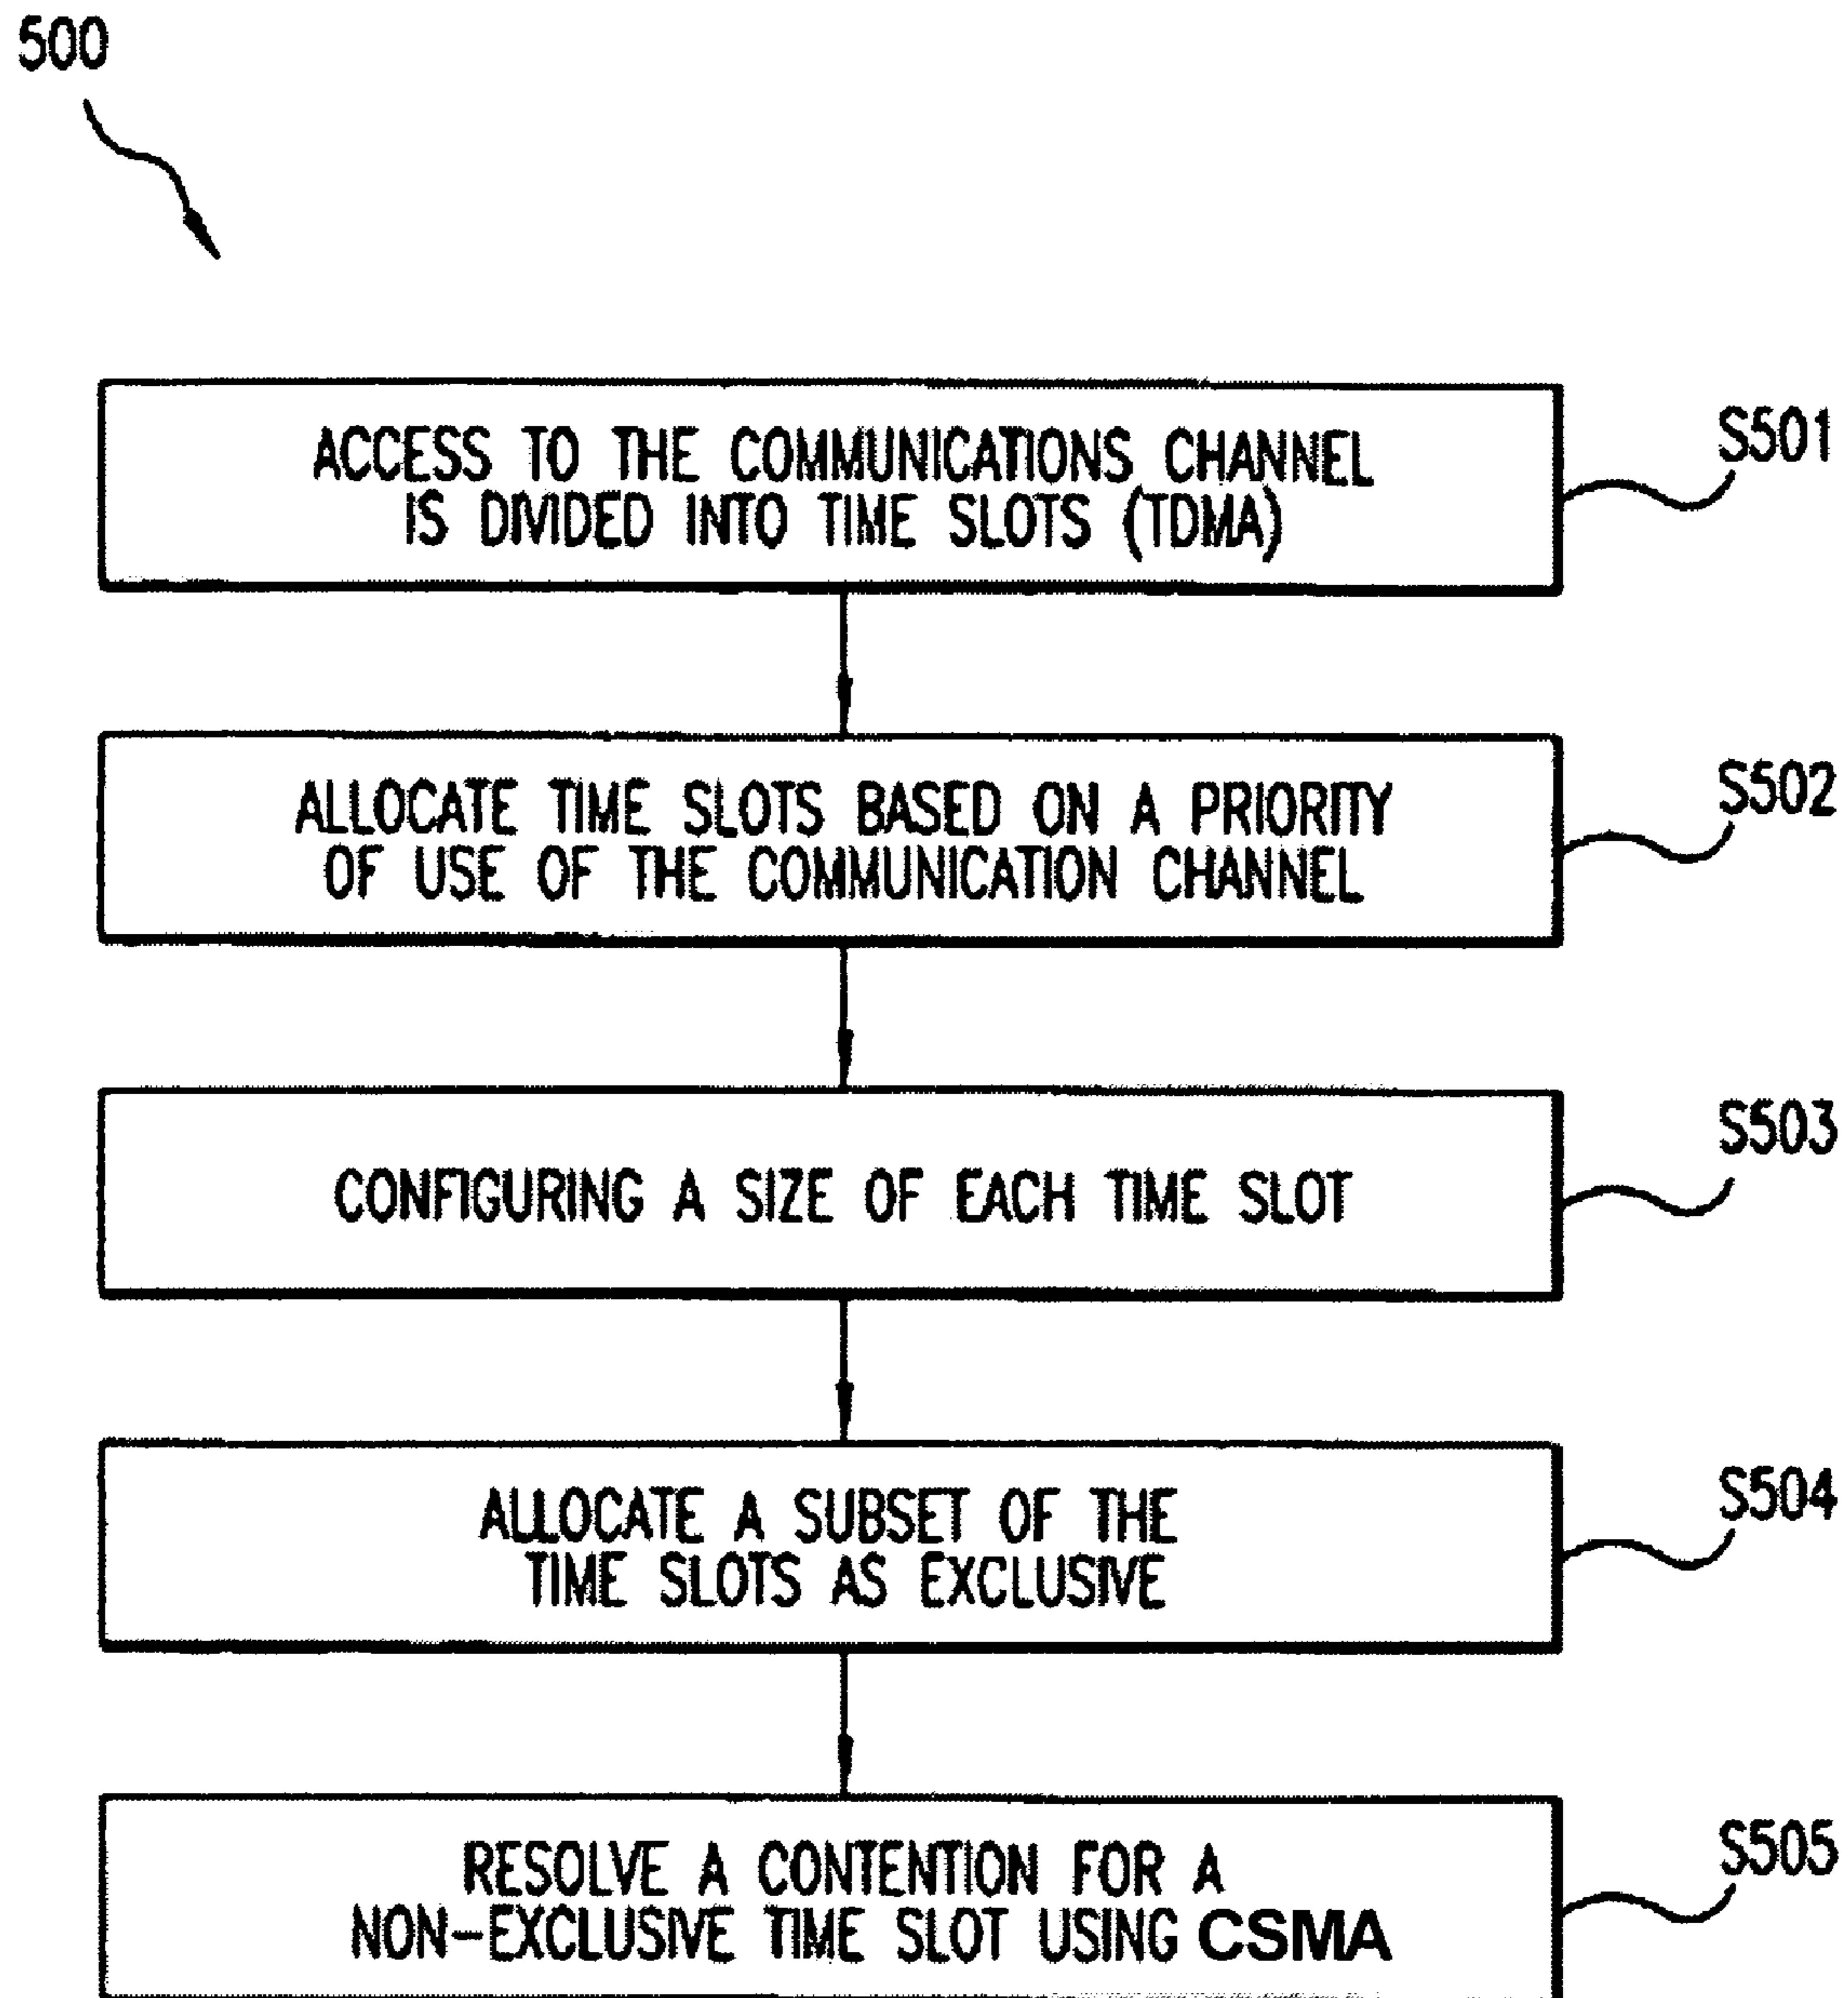 500
ACCESS TO THE COMMUNICATIONS CHANNEL
IS DIVIDED INTO TIME SLOTS (TDMA)
S501
ALLOCATE TIME SLOTS BASED ON A PRIORITY
OF USE OF THE COMMUNICATION CHANNEL
S502
CONFIGURING A SIZE OF EACH TIME SLOT
S503
ALLOCATE A SUBSET OF THE
TIME SLOTS AS EXCLUSIVE
S504
RESOLVE A CONTENTION FOR A
NON-EXCLUSIVE TIME SLOT USING CSMA
S505